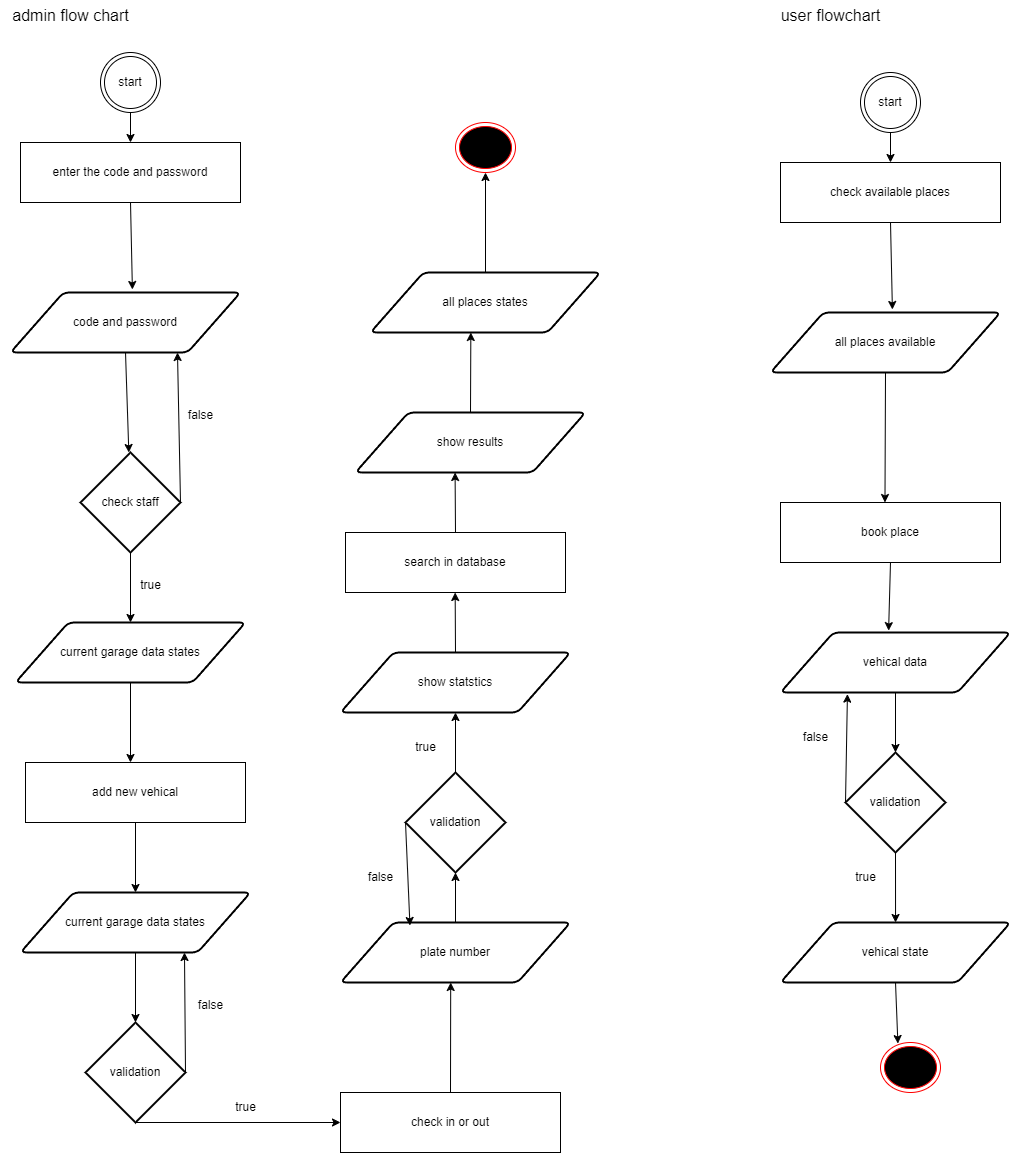 admin flow chart
start
enter the code and password
code and password
false
check staff
true
current garage data states
add new vehical
current garage data states
false
validation
true
check in or out
plate number
false
validation
true
show statstics
search in database
show results
all places states
user flowchart
start
check available places
all places available
book place
vehical data
false
validation
true
vehical state